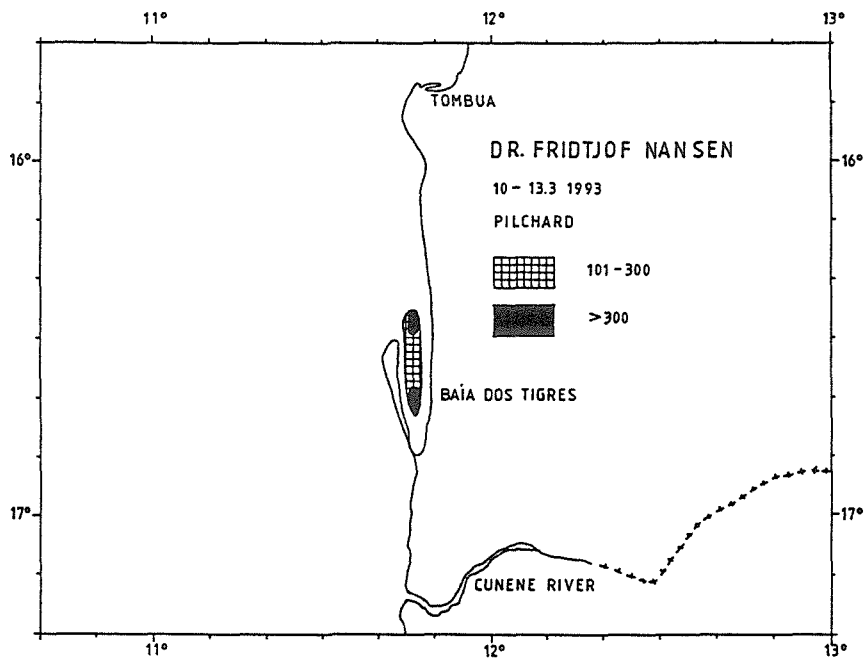 11° 12° 13°
TOMBUA
DR. FRIDTJOF NANSEN
16° 16°
10-13.3 1993
PILCHARD
101-300
>300
BAÍA DOS TIGRES
17° 17°
CUNENE RIVER
11° 12° 13°